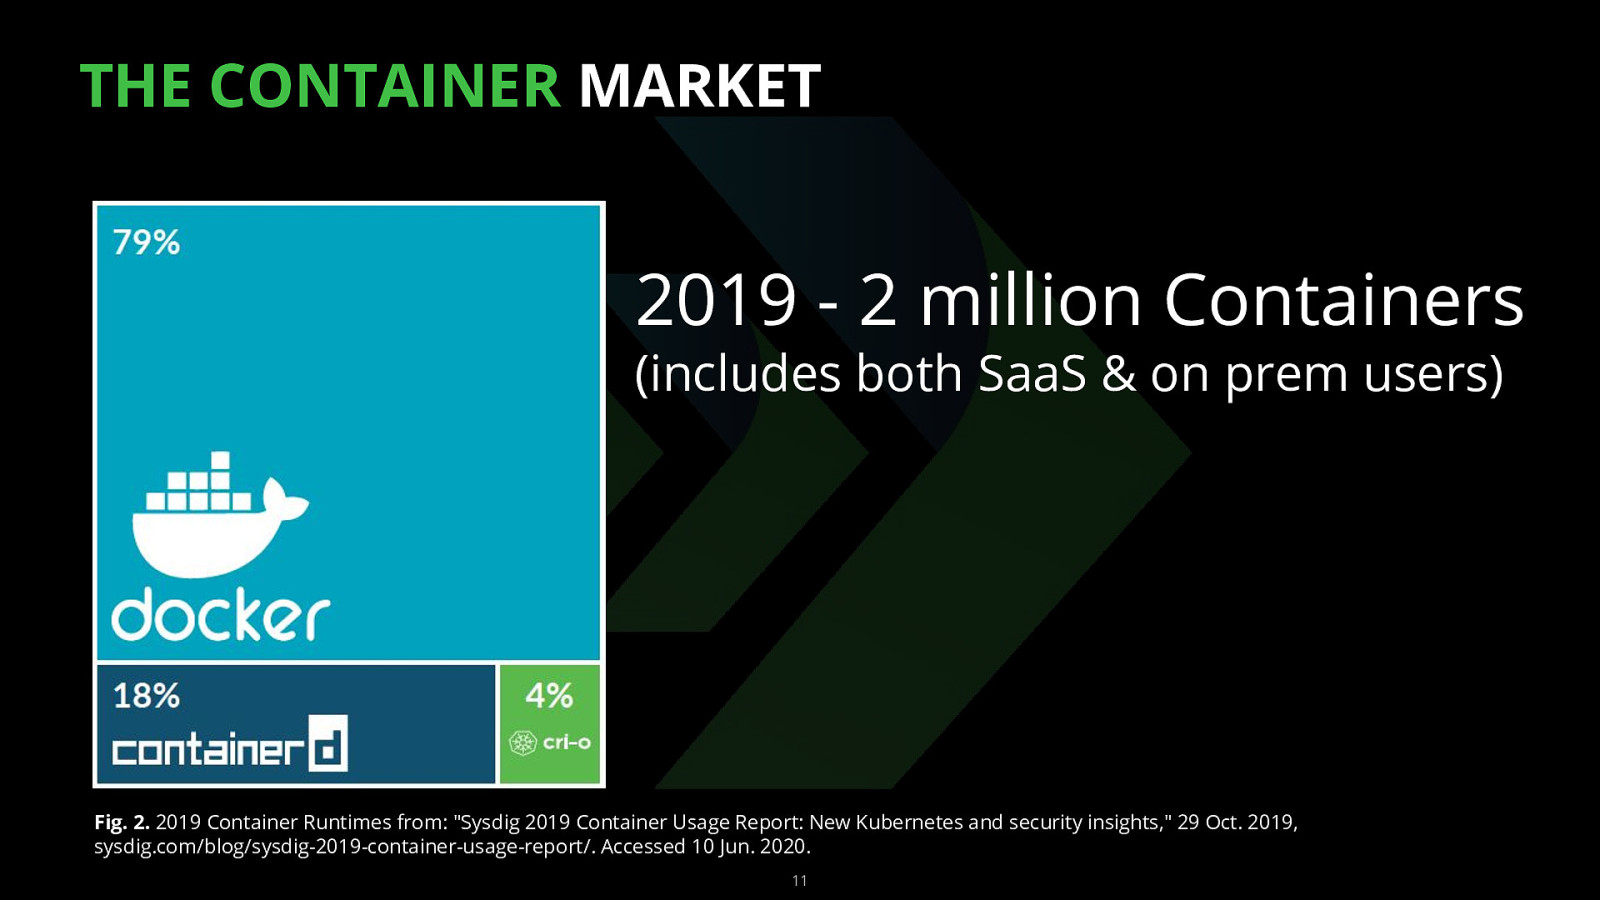 THE CONTAINER MARKET
79%
docker
18%
containerd
4%
cri-o
2019 - 2 million Containers
(includes both SaaS & on prem users)
Fig. 2. 2019 Container Runtimes from: "Sysdig 2019 Container Usage Report: New Kubernetes and security insights," 29 Oct. 2019,
sysdig.com/blog/sysdig-2019-container-usage-report/. Accessed 10 Jun. 2020.
11